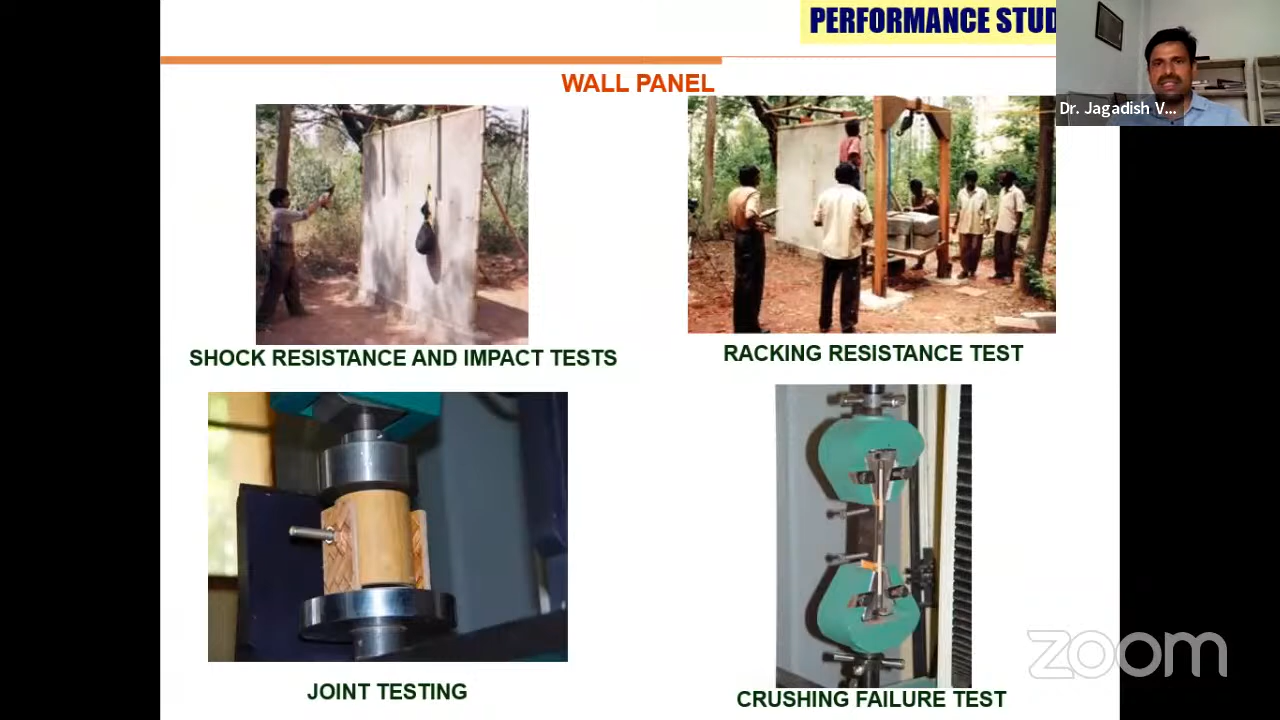 PERFORMANCE STUD
Dr. Jagadish V...
WALL PANEL
SHOCK RESISTANCE AND IMPACT TESTS
RACKING RESISTANCE TEST
JOINT TESTING
CRUSHING FAILURE TEST
zoom